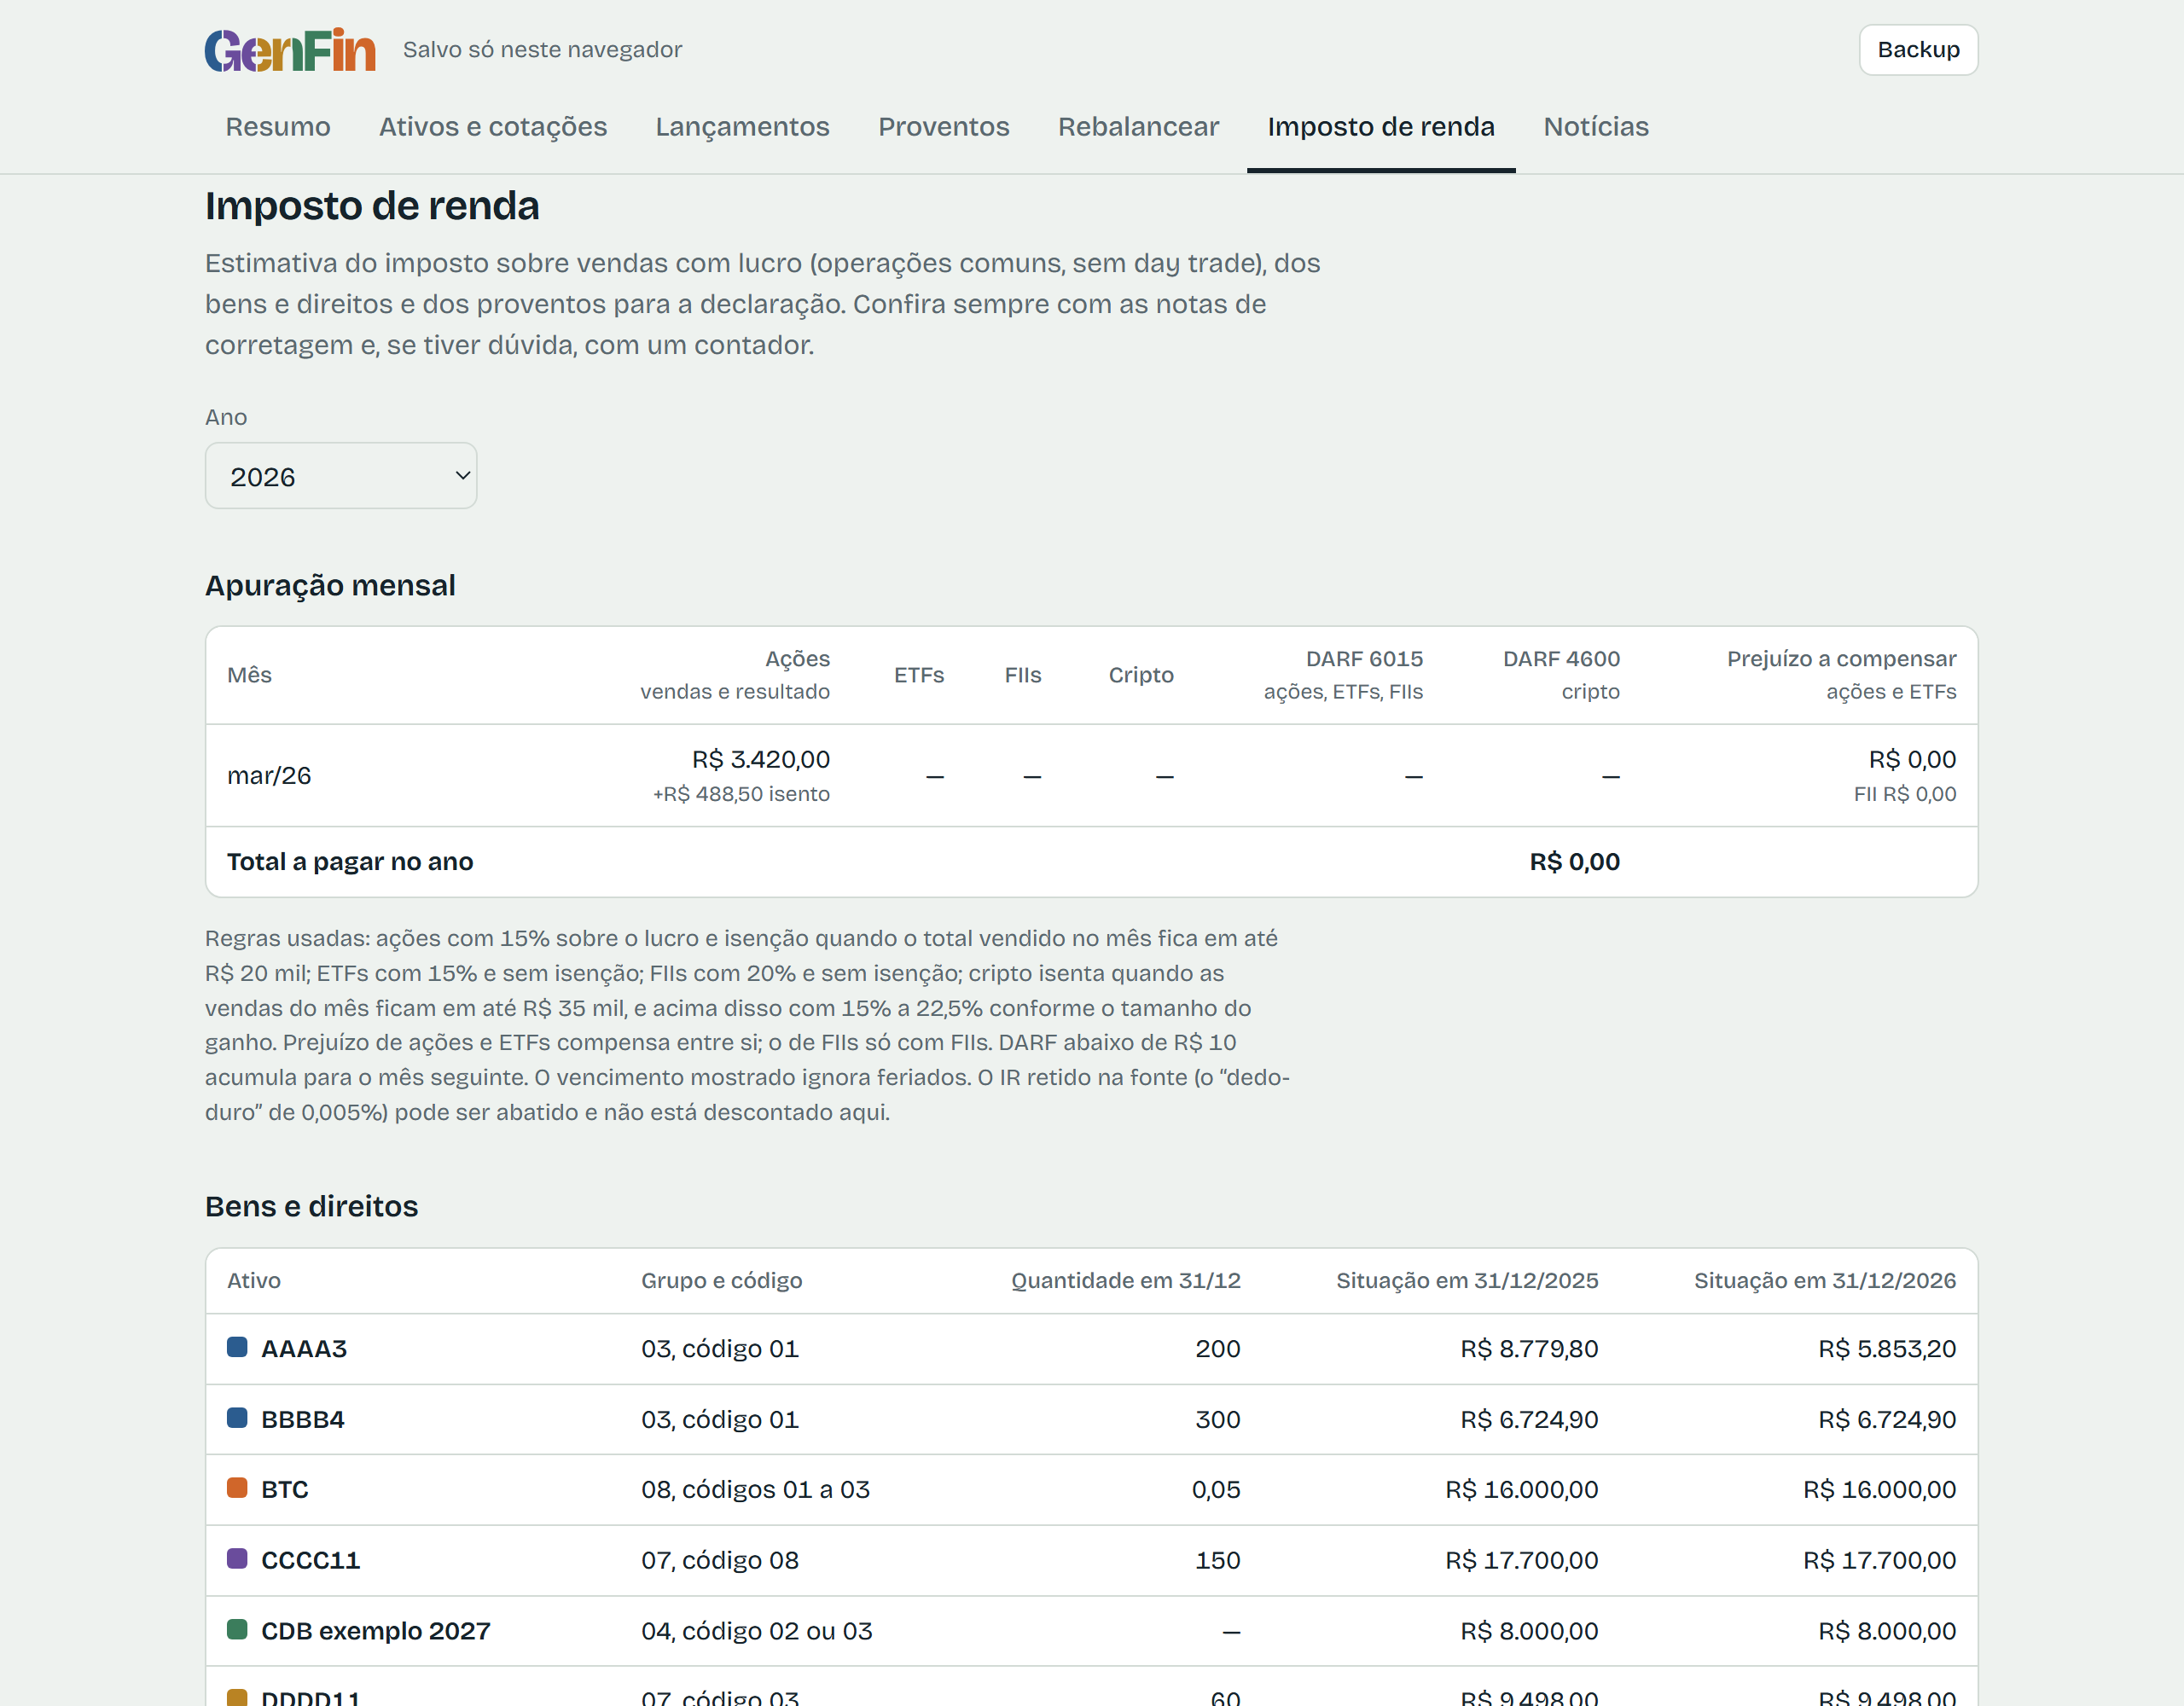 GenFin
Salvo só neste navegador
Backup
Resumo
Ativos e cotações
Lançamentos
Proventos
Rebalancear
Imposto de renda
Notícias
Imposto de renda
Estimativa do imposto sobre vendas com lucro (operações comuns, sem day trade), dos
bens e direitos e dos proventos para a declaração. Confira sempre com as notas de
corretagem e, se tiver dúvida, com um contador.
Ano
2026
Apuração mensal
Mês
Ações
vendas e resultado
ETFs
FIIs
Cripto
DARF 6015
ações, ETFs, FIIs
DARF 4600
cripto
Prejuízo a compensar
ações e ETFs
mar/26
R$ 3.420,00
+R$ 488,50 isento
—
—
—
—
—
R$ 0,00
FII R$ 0,00
Total a pagar no ano
R$ 0,00
Regras usadas: ações com 15% sobre o lucro e isenção quando o total vendido no mês fica em até
R$ 20 mil; ETFs com 15% e sem isenção; FIIs com 20% e sem isenção; cripto isenta quando as
vendas do mês ficam em até R$ 35 mil, e acima disso com 15% a 22,5% conforme o tamanho do
ganho. Prejuízo de ações e ETFs compensa entre si; o de FIIs só com FIIs. DARF abaixo de R$ 10
acumula para o mês seguinte. O vencimento mostrado ignora feriados. O IR retido na fonte (o “dedo-
duro” de 0,005%) pode ser abatido e não está descontado aqui.
Bens e direitos
Ativo
Grupo e código
Quantidade em 31/12
Situação em 31/12/2025
Situação em 31/12/2026
AAAA3
03, código 01
200
R$ 8.779,80
R$ 5.853,20
BBBB4
03, código 01
300
R$ 6.724,90
R$ 6.724,90
BTC
08, códigos 01 a 03
0,05
R$ 16.000,00
R$ 16.000,00
CCCC11
07, código 08
150
R$ 17.700,00
R$ 17.700,00
CDB exemplo 2027
04, código 02 ou 03
—
R$ 8.000,00
R$ 8.000,00
DDDD11
07, código 03
60
R$ 9.498,00
R$ 9.498,00